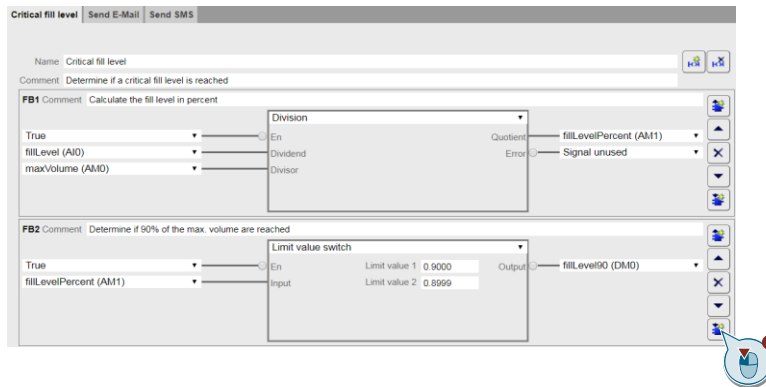 Critical fill level Send E-Mail Send SMS
Name Critical fill level
Comment Determine if a critical fill level is reached
FB1 Comment Calculate the fill level in percent
Division
True En Quotient fillLevelPercent (AM1)
fillLevel (AI0) Dividend Error Signal unused
maxVolume (AM0) Divisor
FB2 Comment Determine if 90% of the max. volume are reached
Limit value switch
True En Limit value 1 0.9000 Output fillLevel90 (DM0)
fillLevelPercent (AM1) Input Limit value 2 0.8999